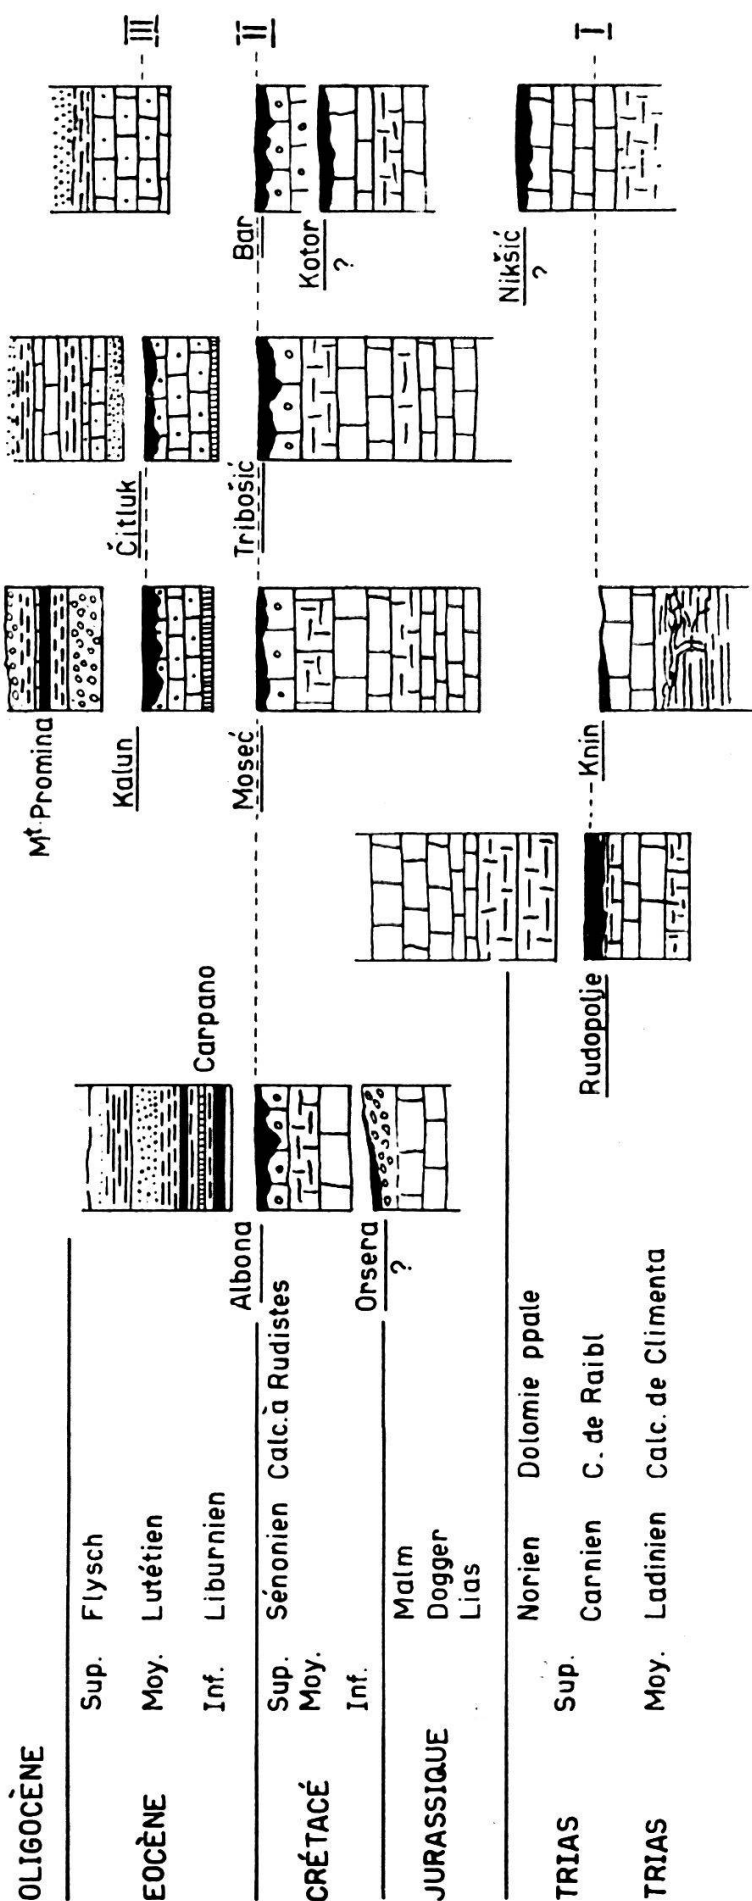 OLIGOCÈNE
EOCÈNE
Sup. Flysch
Moy. Lutétien
Inf. Liburnien
CRÉTACÉ
Sup. Sénonien Calc. à Rudistes
Moy.
Inf.
JURASSIQUE
Malm
Dogger
Lias
TRIAS
Sup.
Norien Dolomie ppale
Carnien C. de Raibl
TRIAS
Moy. Ladinien Calc. de Climenta
Carpano
Albona
Orsera
?
Rudopolje
Mt. Promina
Kalun
Moseć
Knin
Čitluk
Tribošić
Bar
Kotor
?
Nikšić
?
III
II
I